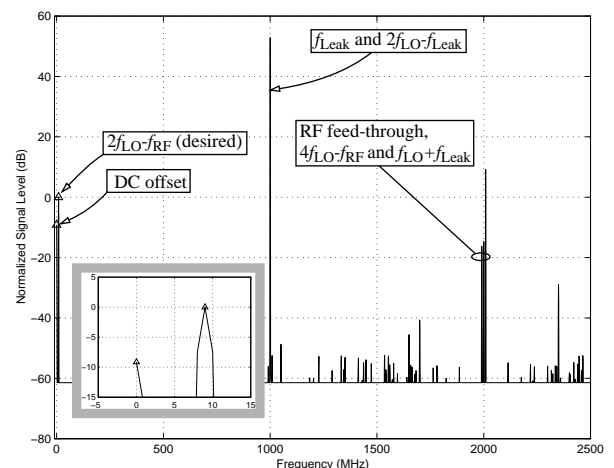 60
40
20
0
−20
−40
−60
−80
Normalized Signal Level (dB)
fLeak and 2fLO-fLeak
2fLO-fRF (desired)
DC offset
RF feed-through,
4fLO-fRF and fLO+fLeak
5
0
−5
−10
−15
−5 0 5 10 15
0 500 1000 1500 2000 2500
Frequency (MHz)